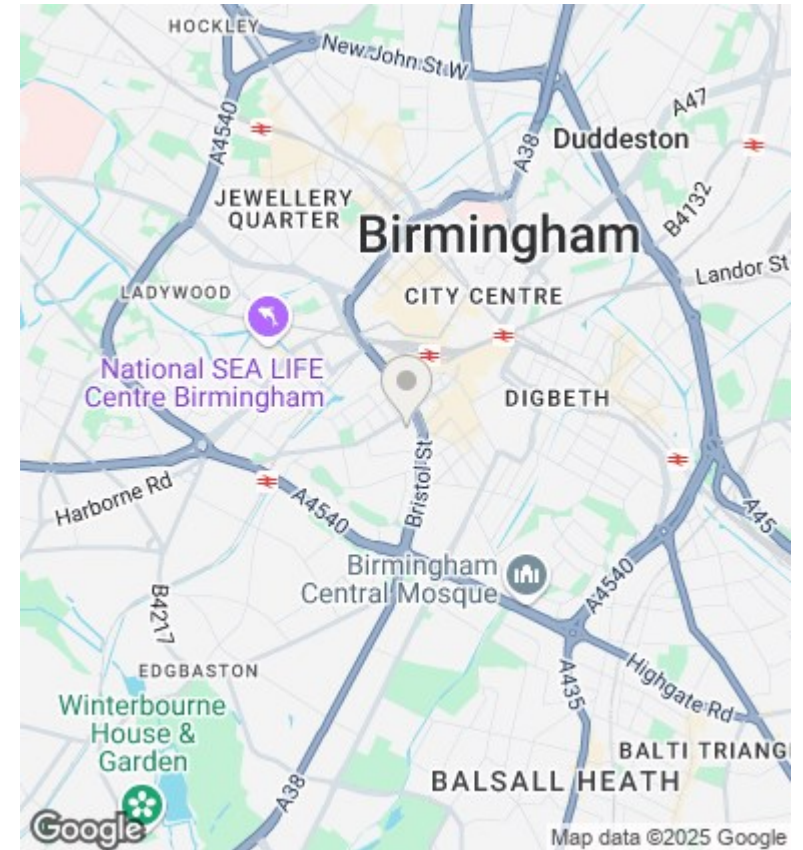 HOCKLEY
New John St W
A47
A4540
A38
Duddeston
JEWELLERY
QUARTER
B4132
Birmingham
Landor St
LADYWOOD
CITY CENTRE
National SEA LIFE
Centre Birmingham
DIGBETH
Bristol St
Harborne Rd
A4540
A45
Birmingham
Central Mosque
A4540
B4217
EDGBASTON
A435
Highgate Rd
Winterbourne
House &
Garden
BALTI TRIANGL
BALSALL HEATH
A38
Google
Map data ©2025 Google